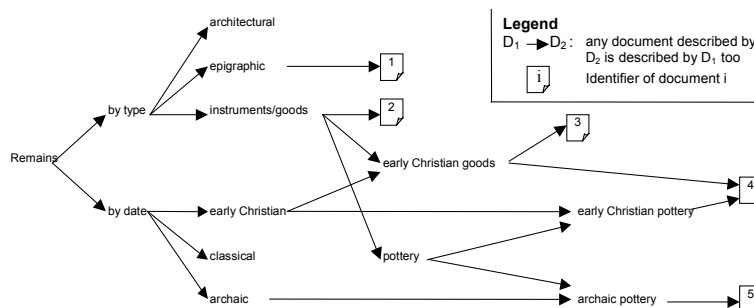 Legend
D1 → D2 : any document described by
D2 is described by D1 too
i Identifier of document i
architectural
epigraphic
1
by type
instruments/goods
2
3
Remains
early Christian goods
4
by date
early Christian
early Christian pottery
classical
pottery
archaic
archaic pottery
5